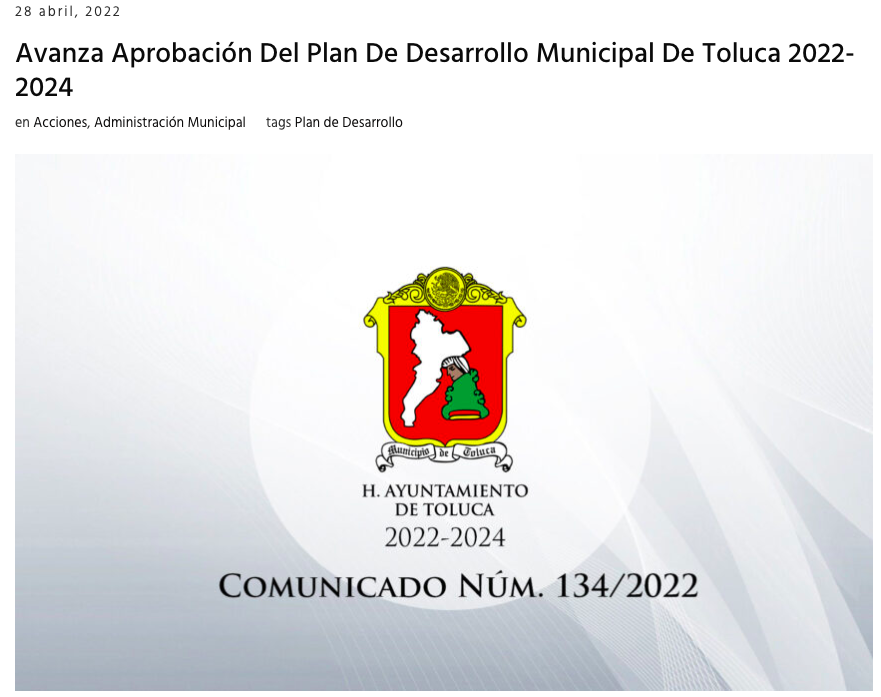 28 abril, 2022
Avanza Aprobación Del Plan De Desarrollo Municipal De Toluca 2022-
2024
en Acciones, Administración Municipal tags Plan de Desarrollo
Municipio de Toluca
H. AYUNTAMIENTO
DE TOLUCA
2022-2024
COMUNICADO NÚM. 134/2022